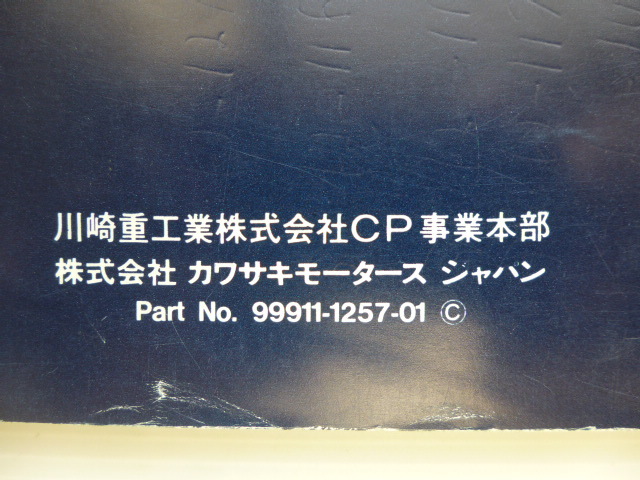 川崎重工業株式会社CP事業本部
株式会社 カワサキモータース ジャパン
Part No. 99911-1257-01 ©